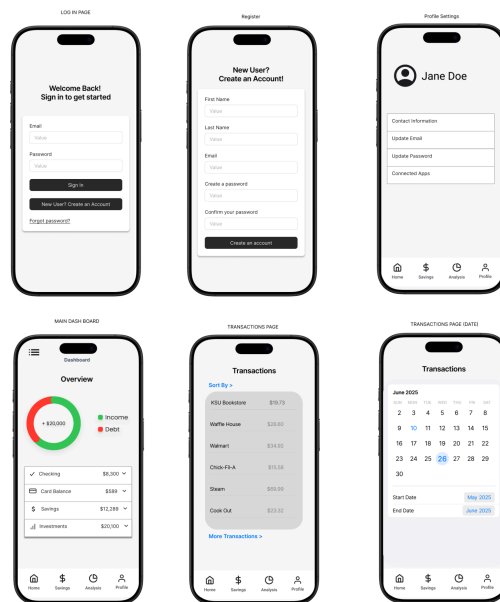 LOG IN PAGE
Welcome Back!
Sign in to get started
Email
Value
Password
Value
Sign In
New User? Create an Account
Forgot password?
Register
New User?
Create an Account!
First Name
Value
Last Name
Value
Email
Value
Create a password
Value
Confirm your password
Value
Create an account
Profile Settings
Jane Doe
Contact Information
Update Email
Update Password
Connected Apps
Home Savings Analysis Profile
MAIN DASH BOARD
Dashboard
Overview
+ $20,000
Income
Debt
Checking $6,300
Card Balance $589
$ Savings $12,289
Investments $20,100
Home Savings Analysis Profile
TRANSACTIONS PAGE
Transactions
Sort By >
KSU Bookstore $19.73
Waffle House
Walmart $34.65
Chick-Fil-A $15.58
Steam
Cook Out $23.32
More Transactions >
Home Savings Analysis Profile
TRANSACTIONS PAGE (DATE)
Transactions
June 2025
SUN MON TUE WED THU FRI SAT
2 3 4 5 6 7 8
9 10 11 12 13 14 15
16 17 18 19 20 21 22
23 24 25 26 27 28 29
30
Start Date May 2025
End Date June 2025
Home Savings Analysis Profile